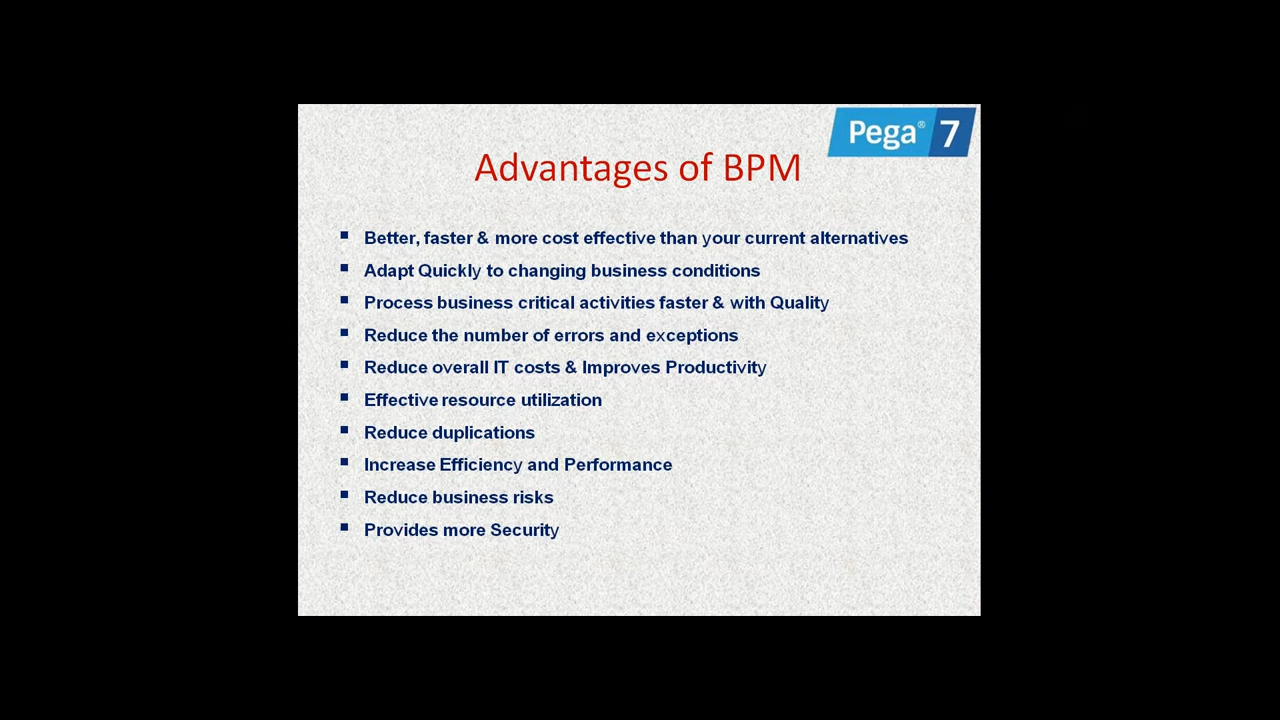 Pega® 7
Advantages of BPM
Better, faster & more cost effective than your current alternatives
Adapt Quickly to changing business conditions
Process business critical activities faster & with Quality
Reduce the number of errors and exceptions
Reduce overall IT costs & Improves Productivity
Effective resource utilization
Reduce duplications
Increase Efficiency and Performance
Reduce business risks
Provides more Security